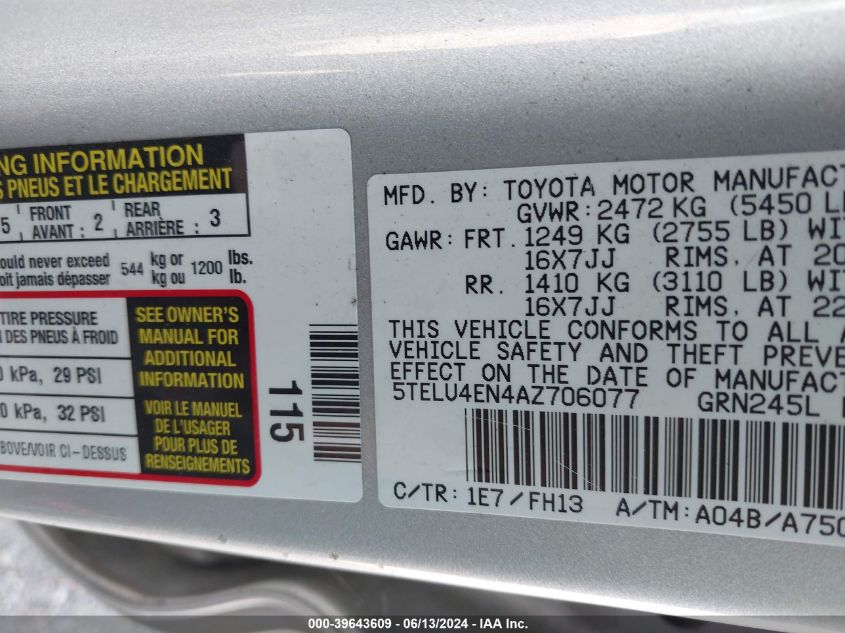 NG INFORMATION
S PNEUS ET LE CHARGEMENT
5 FRONT AVANT : 2 REAR ARRIÈRE : 3
ould never exceed 544 kg or 1200 lbs.
oit jamais dépasser kg ou lb.
TIRE PRESSURE
N DES PNEUS À FROID
0 kPa, 29 PSI
0 kPa, 32 PSI
BOVE/VOIR CI-DESSUS
SEE OWNER'S
MANUAL FOR
ADDITIONAL
INFORMATION
VOIR LE MANUEL
DE L'USAGER
POUR PLUS DE
RENSEIGNEMENTS
115
MFD. BY: TOYOTA MOTOR MANUFACT
GVWR: 2472 KG (5450 LB
GAWR: FRT. 1249 KG (2755 LB) WIT
16X7JJ RIMS, AT 20
RR. 1410 KG (3110 LB) WIT
16X7JJ RIMS, AT 22
THIS VEHICLE CONFORMS TO ALL A
VEHICLE SAFETY AND THEFT PREVE
EFFECT ON THE DATE OF MANUFACT
5TELU4EN4AZ706077 GRN245L
C/TR: 1E7/FH13 A/TM: A04B/A750
000-39643609 - 06/13/2024 - IAA Inc.